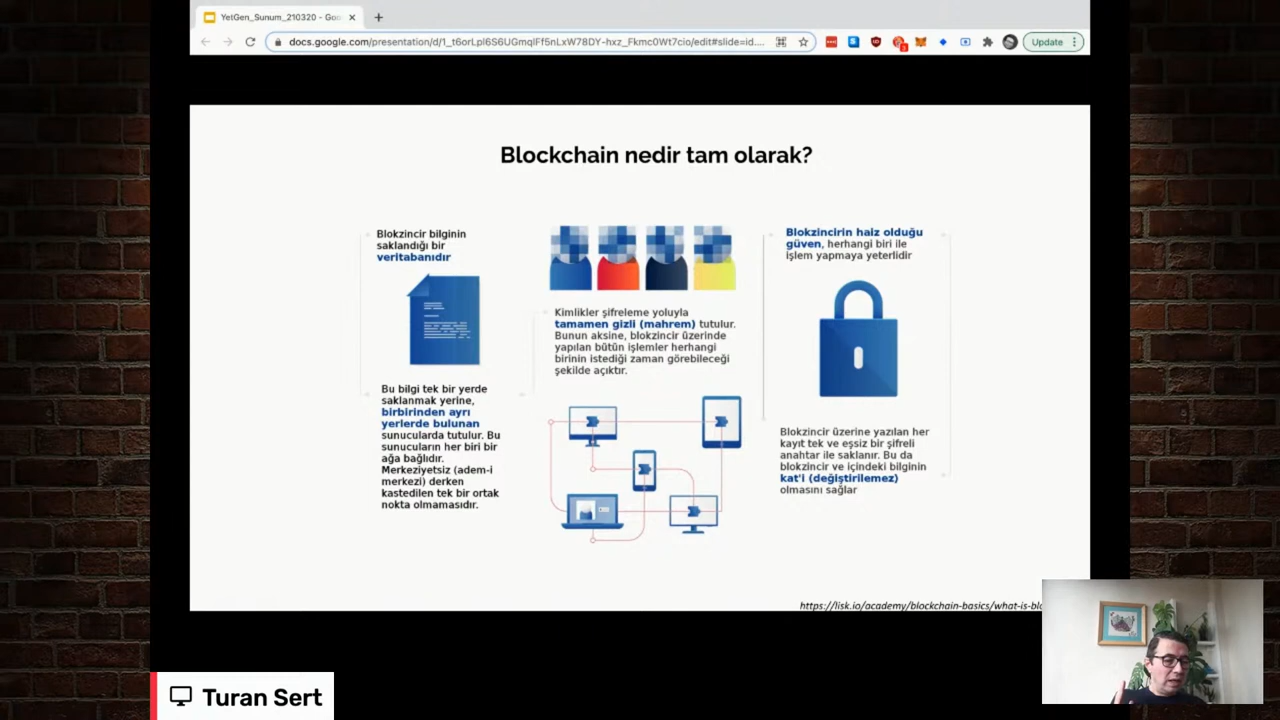 YetGen_Sunum_210320 - Goo
docs.google.com/presentation/d/1_t6orLpl6S6UGmqlFf5nLxW78DY-hxz_Fkmc0Wt7cio/edit#slide=id....
Update
Blockchain nedir tam olarak?
Blokzincir bilginin
saklandığı bir
veritabanıdır
Bu bilgi tek bir yerde
saklanmak yerine,
birbirinden ayrı
yerlerde bulunan
sunucularda tutulur. Bu
sunucuların her biri bir
ağa bağlıdır.
Merkeziyetsiz (adem-i
merkezi) derken
kastedilen tek bir ortak
nokta olmamasıdır.
Kimlikler şifreleme yoluyla
tamamen gizli (mahrem) tutulur.
Bunun aksine, blokzincir üzerinde
yapılan bütün işlemler herhangi
birinin istediği zaman görebileceği
şekilde açıktır.
Blokzincirin haiz olduğu
güven, herhangi biri ile
işlem yapmaya yeterlidir
Blokzincir üzerine yazılan her
kayıt tek ve eşsiz bir şifreli
anahtar ile saklanır. Bu da
blokzincir ve içindeki bilginin
kat'i (değiştirilemez)
olmasını sağlar
https://lisk.io/academy/blockchain-basics/what-is-blo
Turan Sert